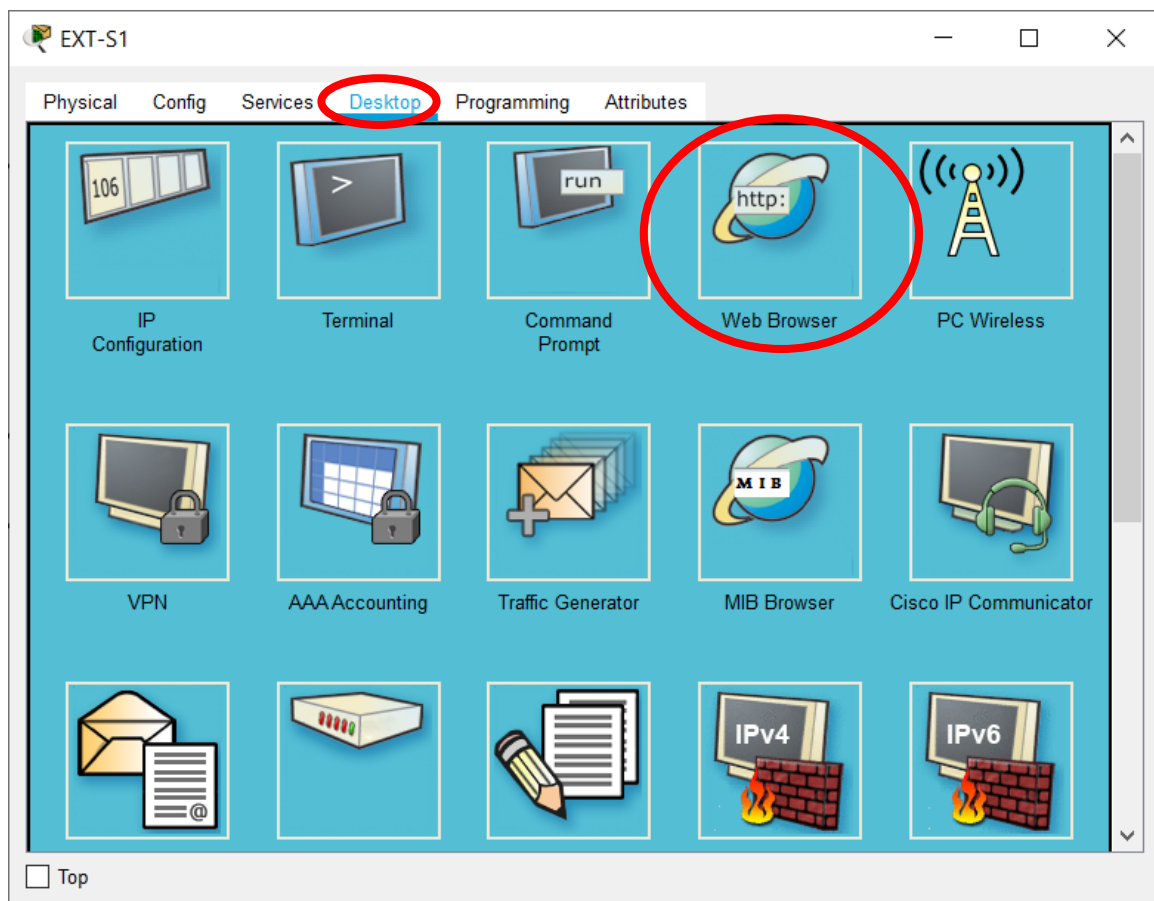 EXT-S1
Physical Config Services Desktop Programming Attributes
106
>
run
http:
IP
Configuration
Terminal
Command
Prompt
Web Browser
PC Wireless
MIB
VPN
AAA Accounting
Traffic Generator
MIB Browser
Cisco IP Communicator
@
IPv4
IPv6
Top